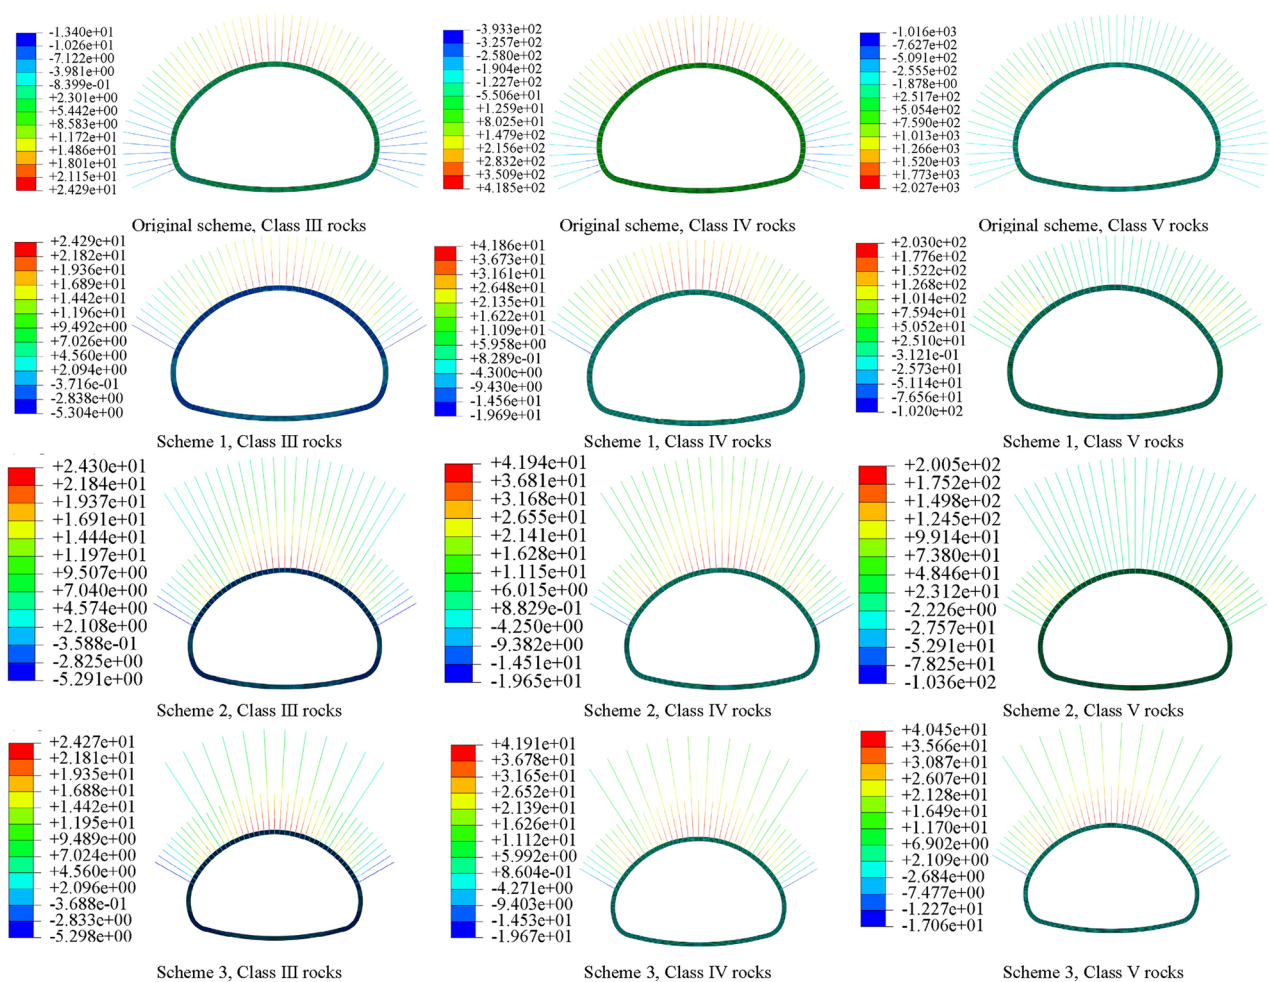 -1.340e+01
-1.026e+01
-7.122e+00
-3.981e+00
-8.399e-01
+2.301e+00
+5.442e+00
+8.583e+00
+1.172e+01
+1.486e+01
+1.801e+01
+2.115e+01
+2.429e+01
Original scheme, Class III rocks
-3.933e+02
-3.257e+02
-2.580e+02
-1.904e+02
-1.227e+02
-5.506e+01
+1.259e+01
+8.025e+01
+1.479e+02
+2.156e+02
+2.832e+02
+3.509e+02
+4.185e+02
Original scheme, Class IV rocks
-1.016e+03
-7.627e+02
-5.091e+02
-2.555e+02
-1.878e+00
+2.517e+02
+5.054e+02
+7.590e+02
+1.013e+03
+1.266e+03
+1.520e+03
+1.773e+03
+2.027e+03
Original scheme, Class V rocks
+2.429e+01
+2.182e+01
+1.936e+01
+1.689e+01
+1.442e+01
+1.196e+01
+9.492e+00
+7.026e+00
+4.560e+00
+2.094e+00
-3.716e-01
-2.838e+00
-5.304e+00
Scheme 1, Class III rocks
+4.186e+01
+3.673e+01
+3.161e+01
+2.648e+01
+2.135e+01
+1.622e+01
+1.109e+01
+5.958e+00
+8.289e-01
-4.300e+00
-9.430e+00
-1.456e+01
-1.969e+01
Scheme 1, Class IV rocks
+2.030e+02
+1.776e+02
+1.522e+02
+1.268e+02
+1.014e+02
+7.594e+01
+5.052e+01
+2.510e+01
-3.121e-01
-2.573e+01
-5.114e+01
-7.656e+01
-1.020e+02
Scheme 1, Class V rocks
+2.430e+01
+2.184e+01
+1.937e+01
+1.691e+01
+1.444e+01
+1.197e+01
+9.507e+00
+7.040e+00
+4.574e+00
+2.108e+00
-3.588e-01
-2.825e+00
-5.291e+00
Scheme 2, Class III rocks
+4.194e+01
+3.681e+01
+3.168e+01
+2.655e+01
+2.141e+01
+1.628e+01
+1.115e+01
+6.015e+00
+8.829e-01
-4.250e+00
-9.382e+00
-1.451e+01
-1.965e+01
Scheme 2, Class IV rocks
+2.005e+02
+1.752e+02
+1.498e+02
+1.245e+02
+9.914e+01
+7.380e+01
+4.846e+01
+2.312e+01
-2.226e+00
-2.757e+01
-5.291e+01
-7.825e+01
-1.036e+02
Scheme 2, Class V rocks
+2.427e+01
+2.181e+01
+1.935e+01
+1.688e+01
+1.442e+01
+1.195e+01
+9.489e+00
+7.024e+00
+4.560e+00
+2.096e+00
-3.688e-01
-2.833e+00
-5.298e+00
Scheme 3, Class III rocks
+4.191e+01
+3.678e+01
+3.165e+01
+2.652e+01
+2.139e+01
+1.626e+01
+1.112e+01
+5.992e+00
+8.604e-01
-4.271e+00
-9.403e+00
-1.453e+01
-1.967e+01
Scheme 3, Class IV rocks
+4.045e+01
+3.566e+01
+3.087e+01
+2.607e+01
+2.128e+01
+1.649e+01
+1.170e+01
+6.902e+00
+2.109e+00
-2.684e+00
-7.477e+00
-1.227e+01
-1.706e+01
Scheme 3, Class V rocks